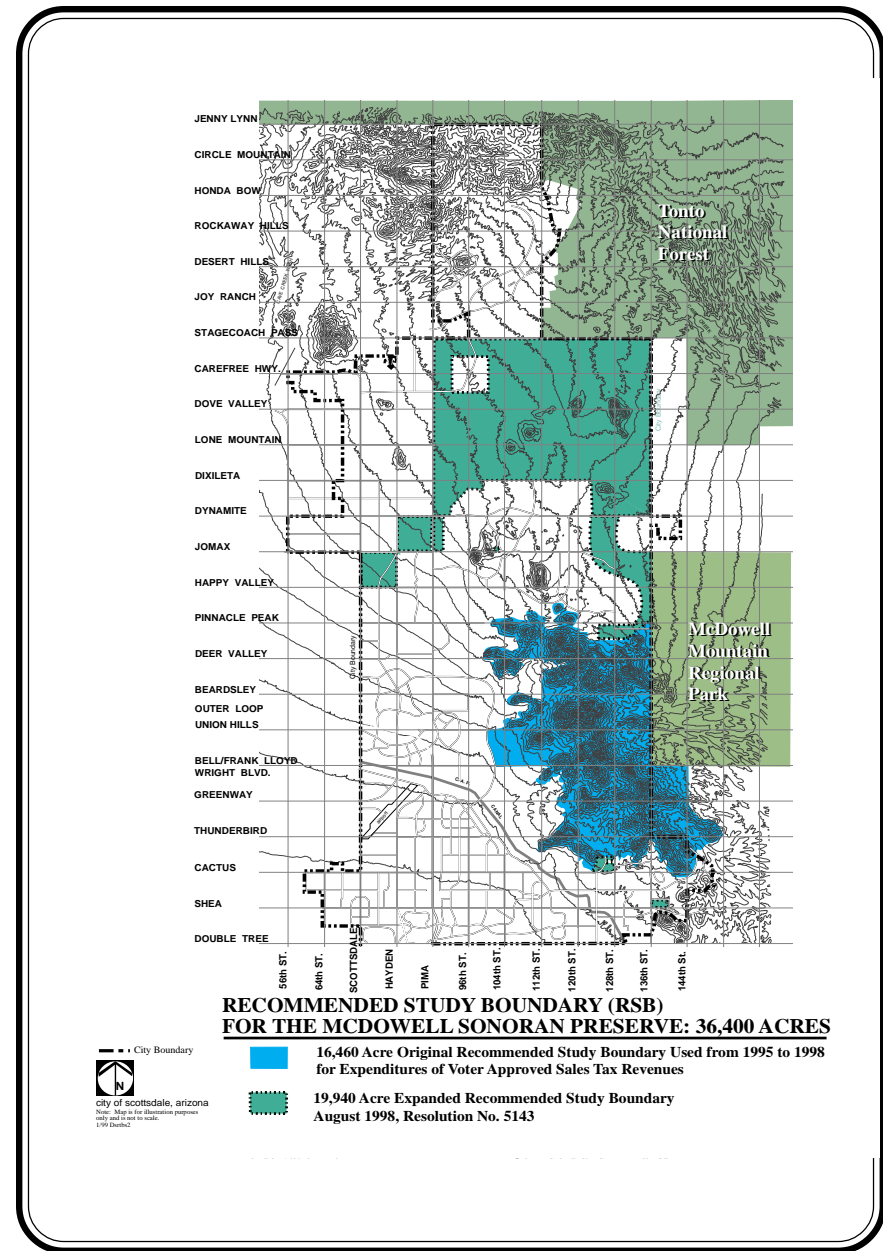 JENNY LYNN
CIRCLE MOUNTAIN
HONDA BOW
ROCKAWAY HILLS
DESERT HILLS
JOY RANCH
STAGECOACH PASS
CAREFREE HWY.
DOVE VALLEY
LONE MOUNTAIN
DIXILETA
DYNAMITE
JOMAX
HAPPY VALLEY
PINNACLE PEAK
DEER VALLEY
BEARDSLEY
OUTER LOOP
UNION HILLS
BELL/FRANK LLOYD
WRIGHT BLVD.
GREENWAY
THUNDERBIRD
CACTUS
SHEA
DOUBLE TREE
Tonto
National
Forest
McDowell
Mountain
Regional
Park
City Boundary
City Boundary
C.A.P.
CANAL
56th ST.
64th ST.
SCOTTSDALE
HAYDEN
PIMA
96th ST.
104th ST.
112th ST.
120th ST.
128th ST.
136th ST.
144th St.
RECOMMENDED STUDY BOUNDARY (RSB)
FOR THE MCDOWELL SONORAN PRESERVE: 36,400 ACRES
City Boundary
N
city of scottsdale, arizona
Note: Map is for illustration purposes
only and is not to scale.
16,460 Acre Original Recommended Study Boundary Used from 1995 to 1998
for Expenditures of Voter Approved Sales Tax Revenues
19,940 Acre Expanded Recommended Study Boundary
August 1998, Resolution No. 5143